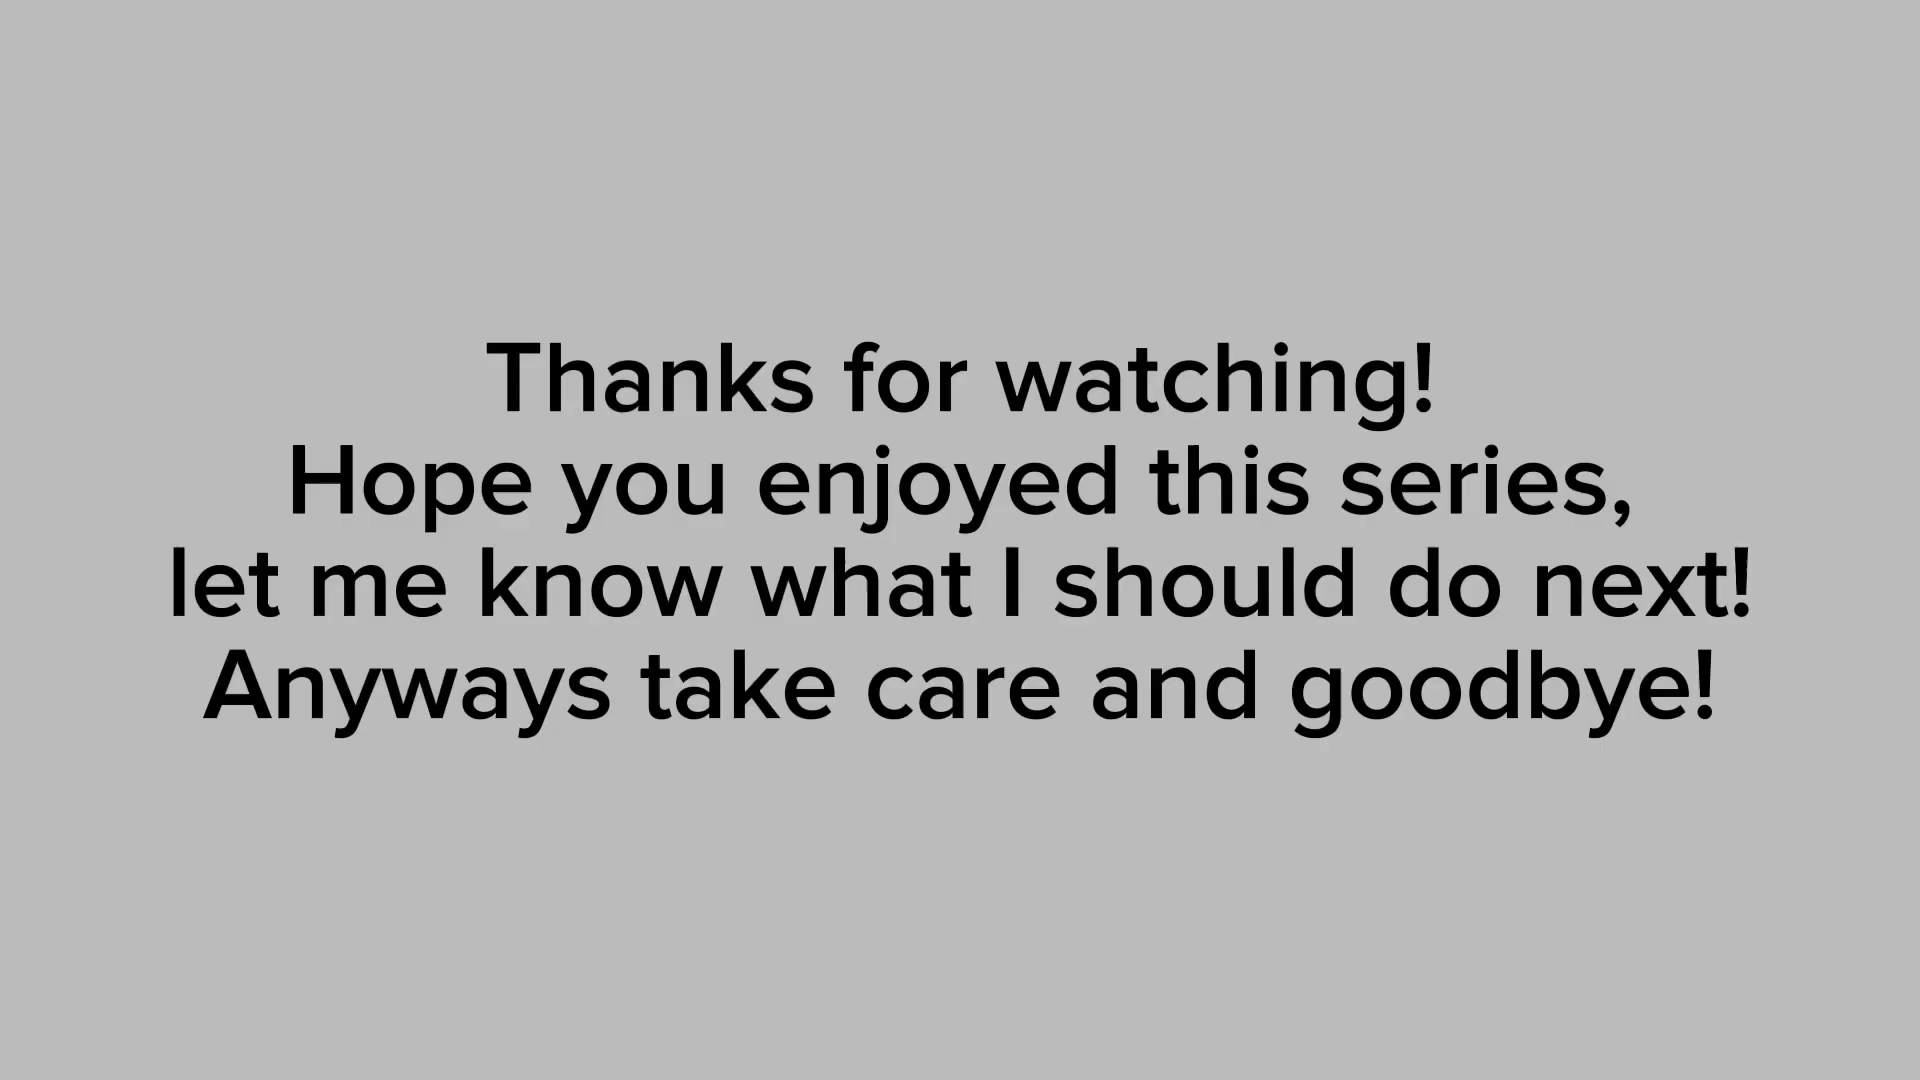 Thanks for watching!
Hope you enjoyed this series,
let me know what I should do next!
Anyways take care and goodbye!